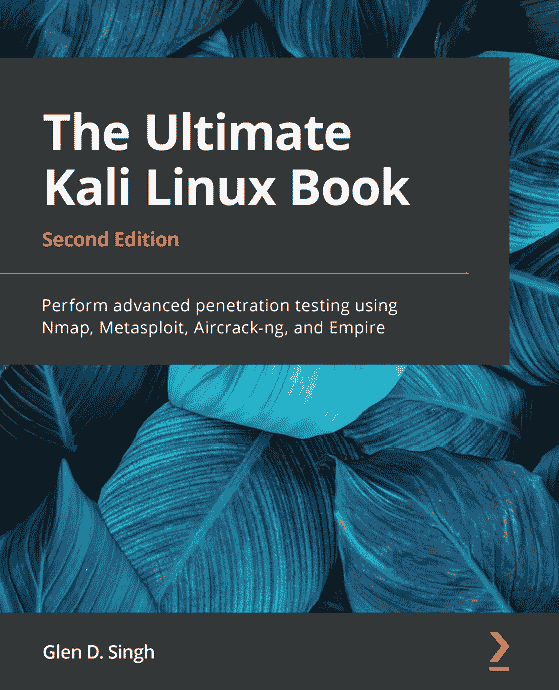 The Ultimate
Kali Linux Book
Second Edition
Perform advanced penetration testing using
Nmap, Metasploit, Aircrack-ng, and Empire
Glen D. Singh